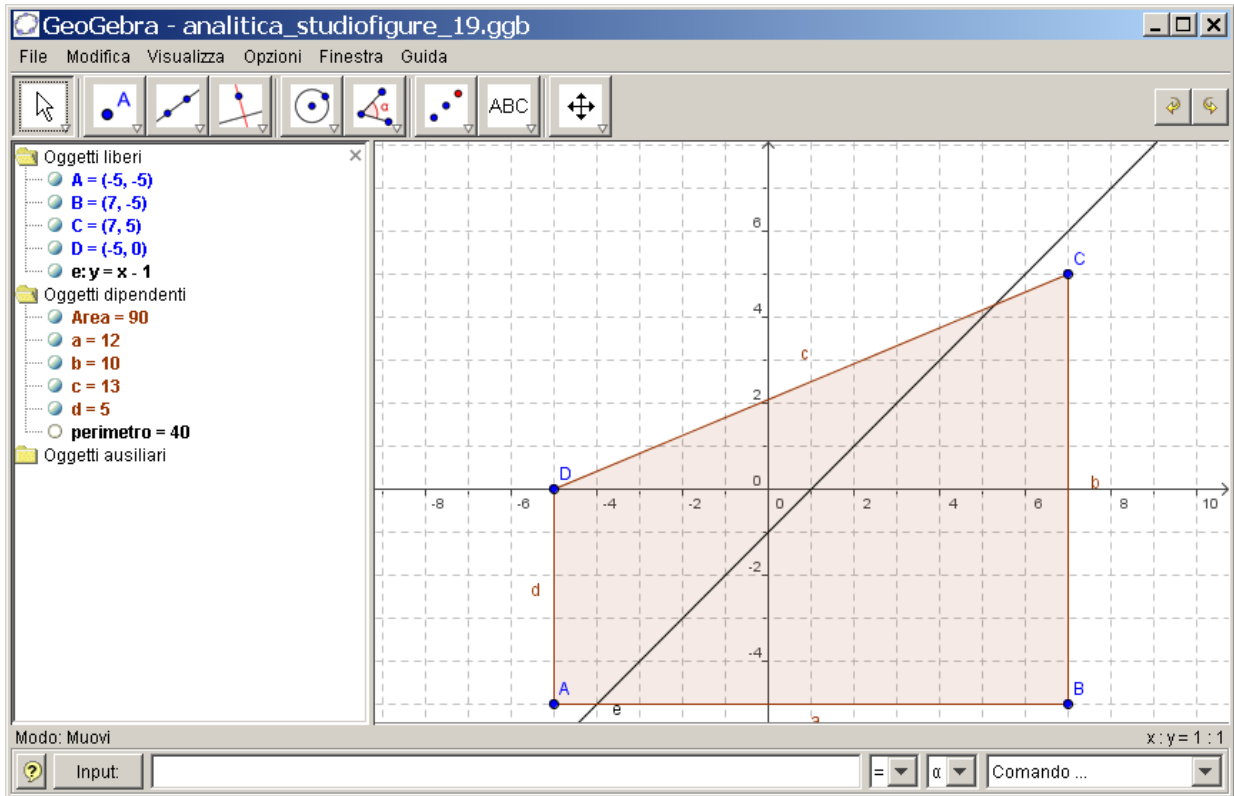 GeoGebra - analitica_studiofigure_19.ggb
File Modifica Visualizza Opzioni Finestra Guida
A
α
ABC
Oggetti liberi
A = (-5, -5)
B = (7, -5)
C = (7, 5)
D = (-5, 0)
e: y = x - 1
Oggetti dipendenti
Area = 90
a = 12
b = 10
c = 13
d = 5
perimetro = 40
Oggetti ausiliari
6
C
4
c
2
D
0
b
-8 -6 -4 -2 0 2 4 6 8 10
-2
d
-4
A
B
e
a
Modo: Muovi
x : y = 1 : 1
Input:
=
α
Comando ...